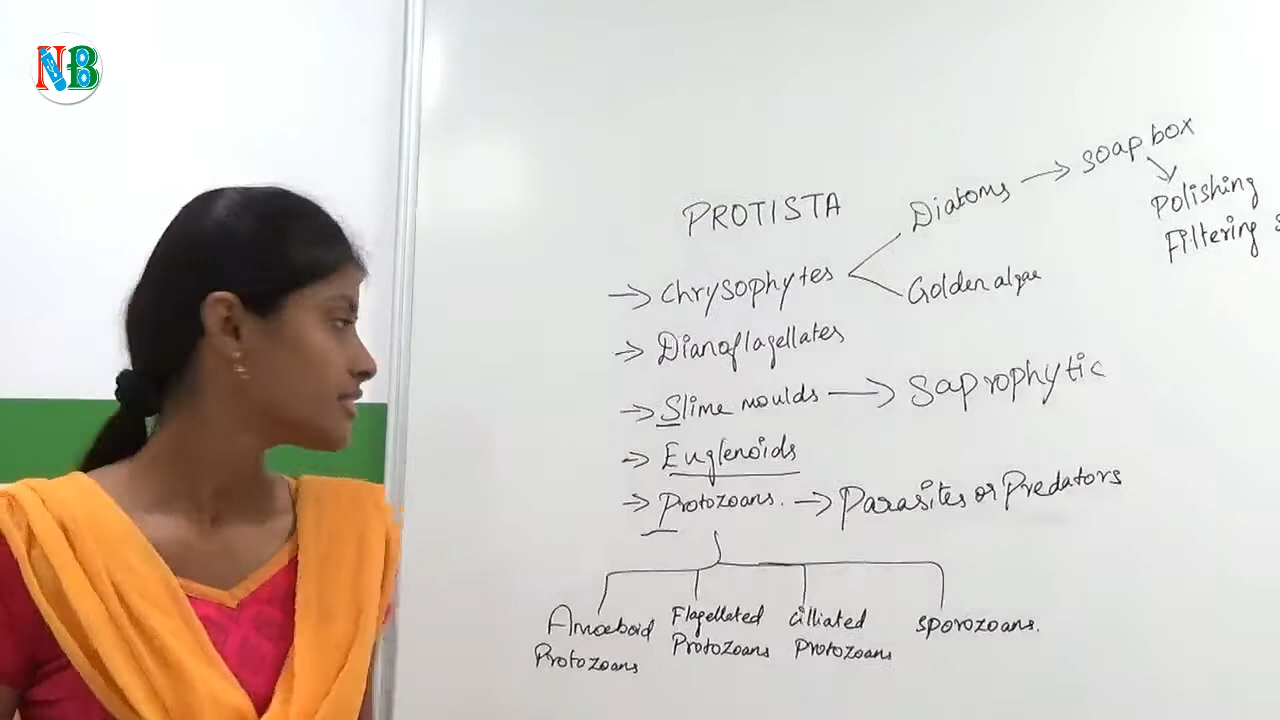 NB
PROTISTA
Diatoms → soap box
Polishing
Filtering
→ Chrysophytes
Golden algae
→ Dianoflagellates
→ Slime moulds → Saprophytic
→ Euglenoids
→ Protozoans. → Parasites or Predators
Amoeboid Protozoans
Flagellated Protozoans
cilliated Protozoans
sporozoans.